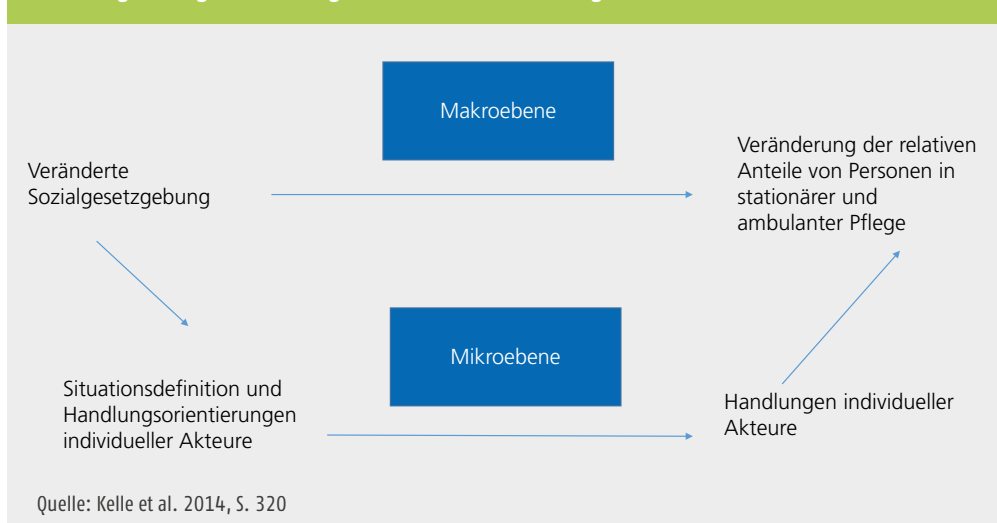 Makroebene
Veränderte
Sozialgesetzgebung
Veränderung der relativen
Anteile von Personen in
stationärer und
ambulanter Pflege
Mikroebene
Situationsdefinition und
Handlungsorientierungen
individueller Akteure
Handlungen individueller
Akteure
Quelle: Kelle et al. 2014, S. 320